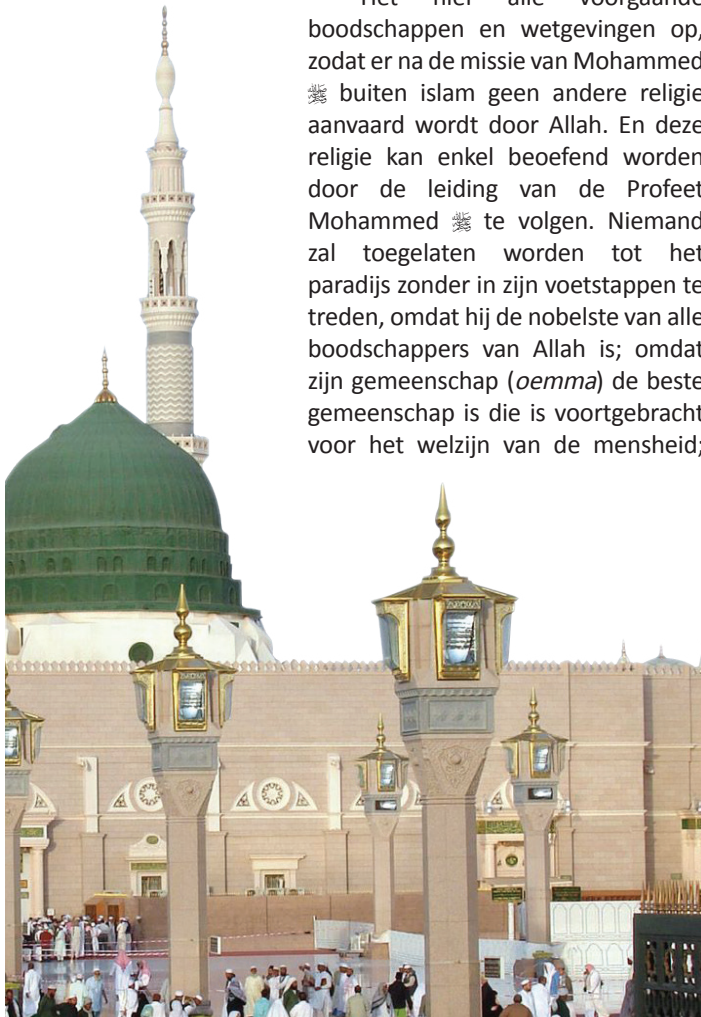 Het hief alle voorgaande
boodschappen en wetgevingen op,
zodat er na de missie van Mohammed
ﷺ buiten islam geen andere religie
aanvaard wordt door Allah. En deze
religie kan enkel beoefend worden
door de leiding van de Profeet
Mohammed ﷺ te volgen. Niemand
zal toegelaten worden tot het
paradijs zonder in zijn voetstappen te
treden, omdat hij de nobelste van alle
boodschappers van Allah is; omdat
zijn gemeenschap (oemma) de beste
gemeenschap is die is voortgebracht
voor het welzijn van de mensheid;